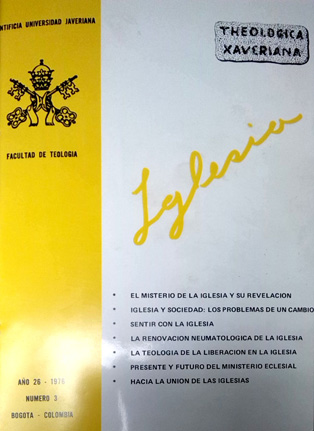 NTIFICIA UNIVERSIDAD JAVERIANA
FACULTAD DE TEOLOGIA
THEOLOGICA
XAVERIANA
Iglesia
* EL MISTERIO DE LA IGLESIA Y SU REVELACION
* IGLESIA Y SOCIEDAD: LOS PROBLEMAS DE UN CAMBIO
* SENTIR CON LA IGLESIA
* LA RENOVACION NEUMATOLOGICA DE LA IGLESIA
* LA TEOLOGIA DE LA LIBERACION EN LA IGLESIA
* PRESENTE Y FUTURO DEL MINISTERIO ECLESIAL
* HACIA LA UNION DE LAS IGLESIAS
AÑO 26 - 1976
NUMERO 3
BOGOTA - COLOMBIA